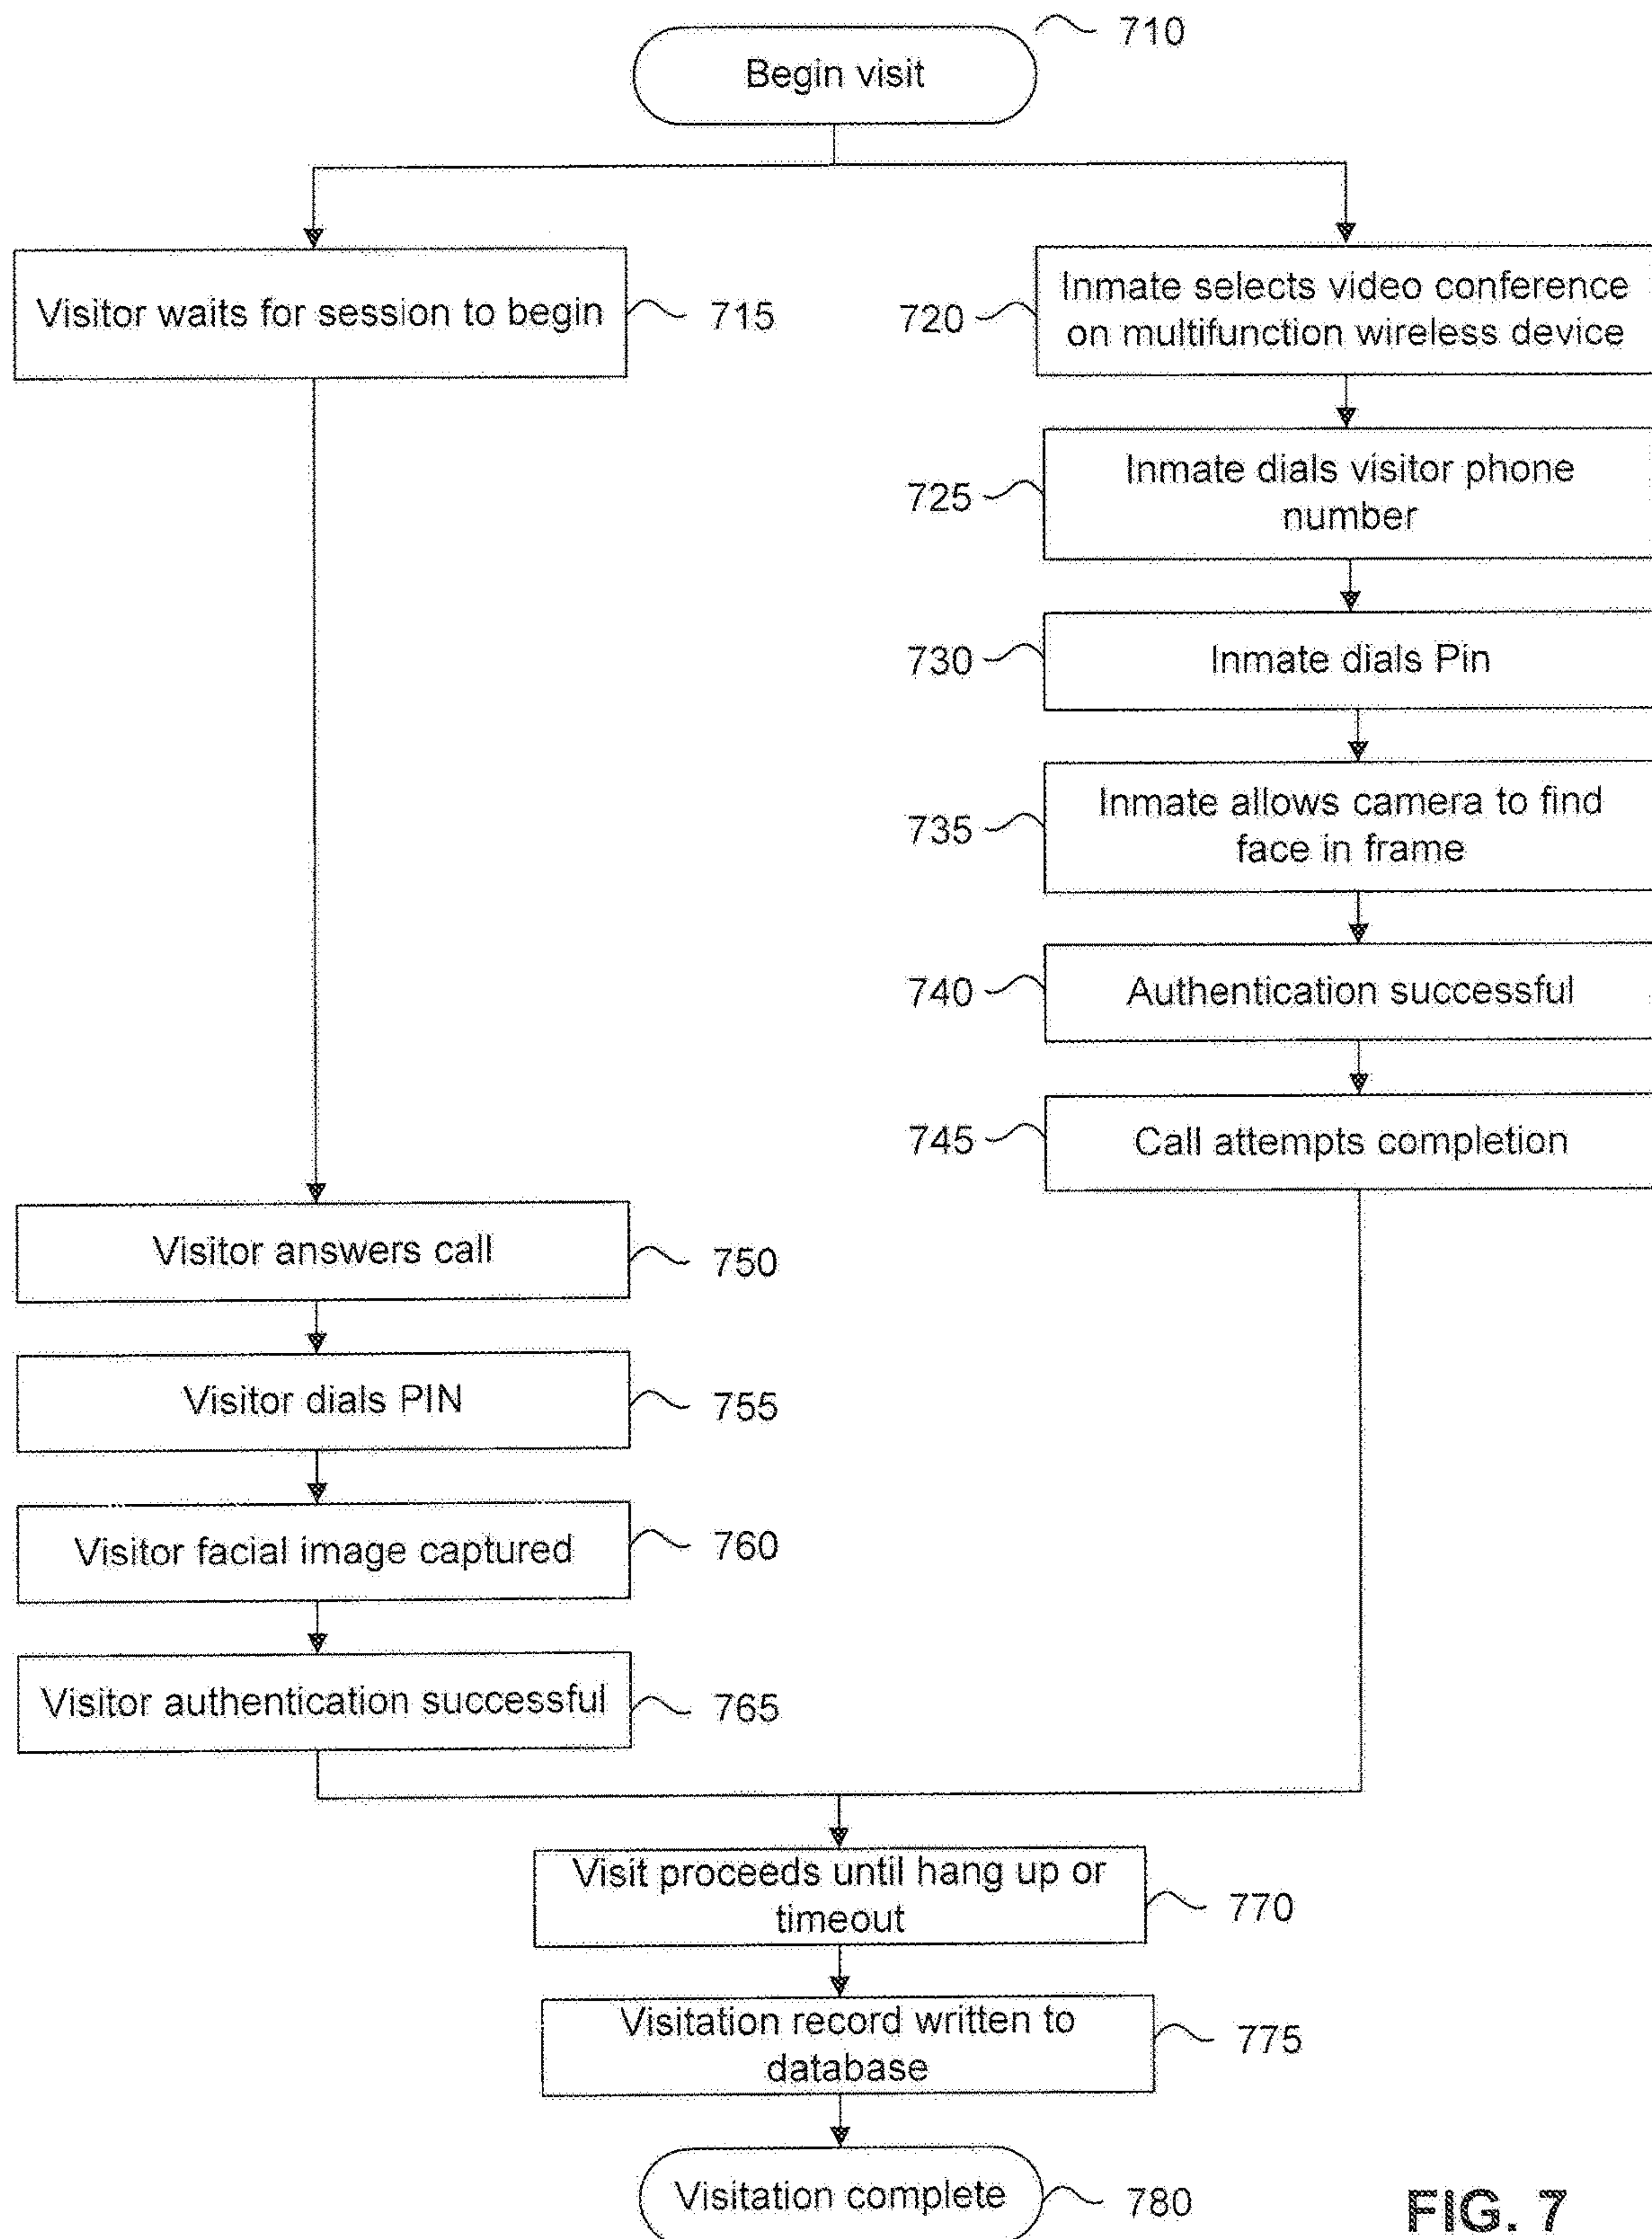 710
Begin visit
Visitor waits for session to begin
715
720
Inmate selects video conference
on multifunction wireless device
725
Inmate dials visitor phone
number
730
Inmate dials Pin
735
Inmate allows camera to find
face in frame
740
Authentication successful
745
Call attempts completion
Visitor answers call
750
Visitor dials PIN
755
Visitor facial image captured
760
Visitor authentication successful
765
Visit proceeds until hang up or
timeout
770
Visitation record written to
database
775
Visitation complete
780
FIG. 7